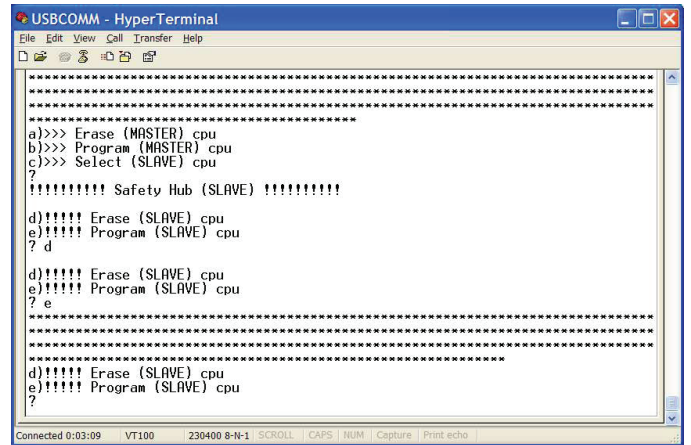 USBCOMM - HyperTerminal
File Edit View Call Transfer Help
*******************************************************************************
*******************************************************************************
*******************************************************************************
*****************************************
a)>>> Erase (MASTER) cpu
b)>>> Program (MASTER) cpu
c)>>> Select (SLAVE) cpu
?
!!!!!!!!!! Safety Hub (SLAVE) !!!!!!!!!!
d)!!!!! Erase (SLAVE) cpu
e)!!!!! Program (SLAVE) cpu
? d
d)!!!!! Erase (SLAVE) cpu
e)!!!!! Program (SLAVE) cpu
? e
*******************************************************************************
*******************************************************************************
*******************************************************************************
************************************************************
d)!!!!! Erase (SLAVE) cpu
e)!!!!! Program (SLAVE) cpu
?
Connected 0:03:09 VT100 230400 8-N-1 SCROLL CAPS NUM Capture Print echo